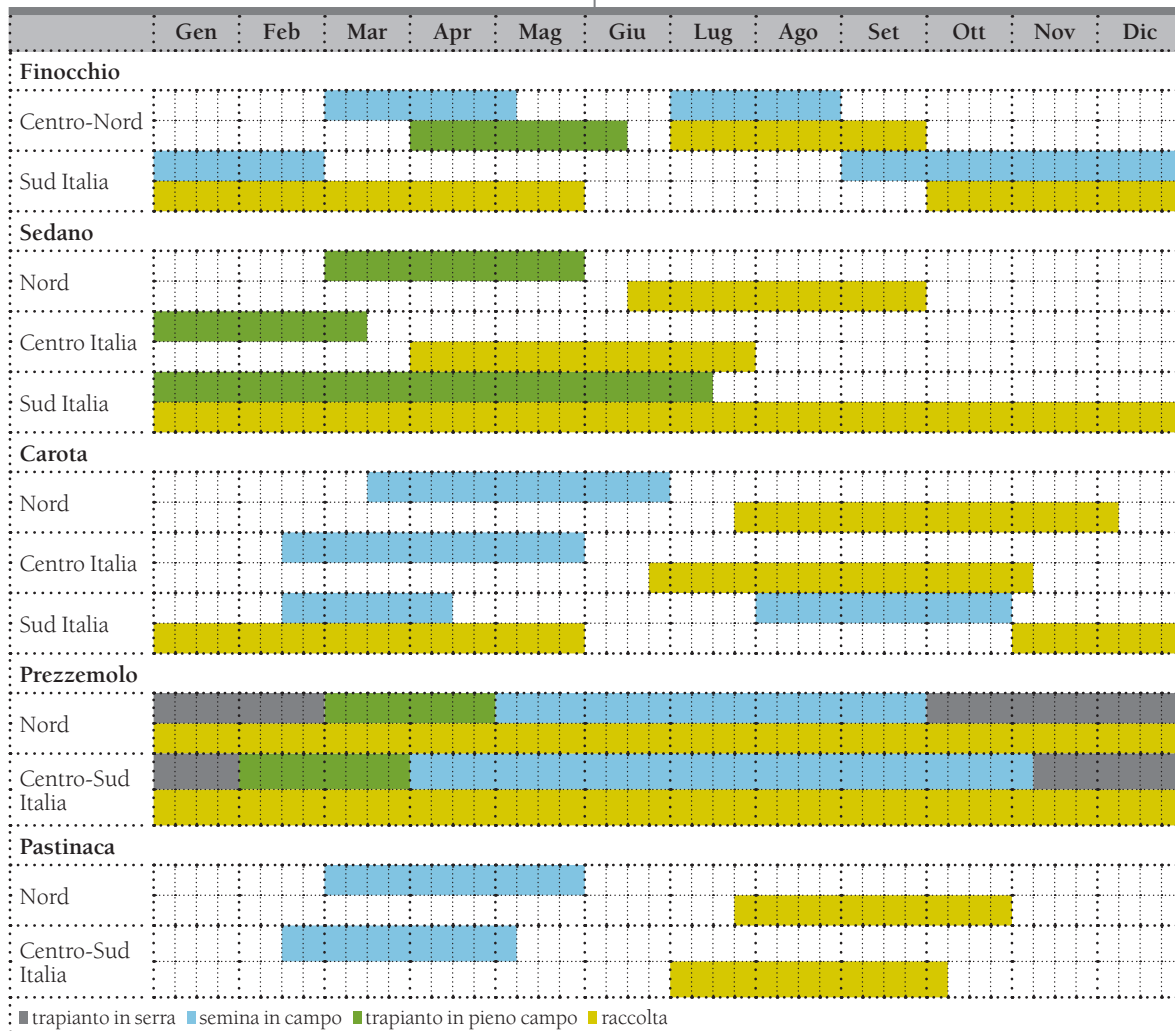 Gen Feb Mar Apr Mag Giu Lug Ago Set Ott Nov Dic
Finocchio
Centro-Nord
Sud Italia
Sedano
Nord
Centro Italia
Sud Italia
Carota
Nord
Centro Italia
Sud Italia
Prezzemolo
Nord
Centro-Sud
Italia
Pastinaca
Nord
Centro-Sud
Italia
trapianto in serra semina in campo trapianto in pieno campo raccolta